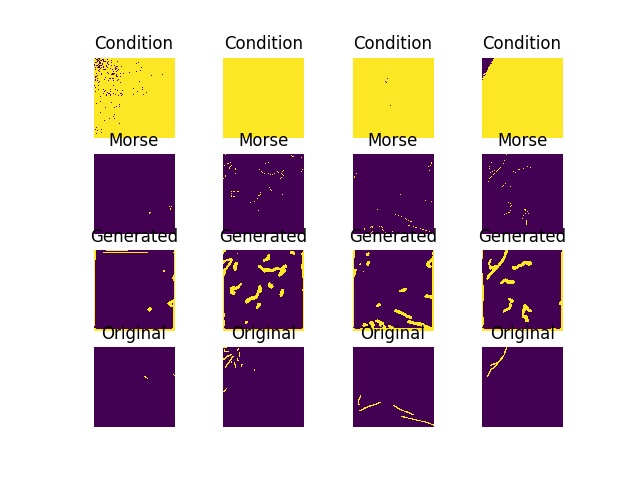 Condition Condition Condition Condition
Morse Morse Morse Morse
Generated Generated Generated Generated
Original Original Original Original